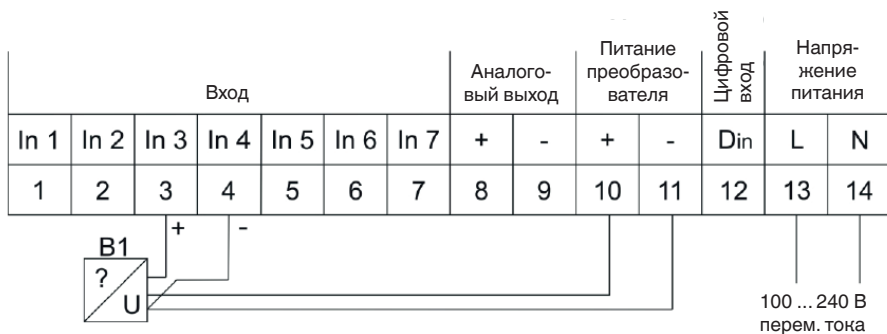 Вход
Аналого-
вый выход
Питание
преобразо-
вателя
Цифровой
вход
Напря-
жение
питания
In 1 In 2 In 3 In 4 In 5 In 6 In 7 + - + - Din L N
1 2 3 4 5 6 7 8 9 10 11 12 13 14
+ -
B1
?
U
100 ... 240 В
перем. тока